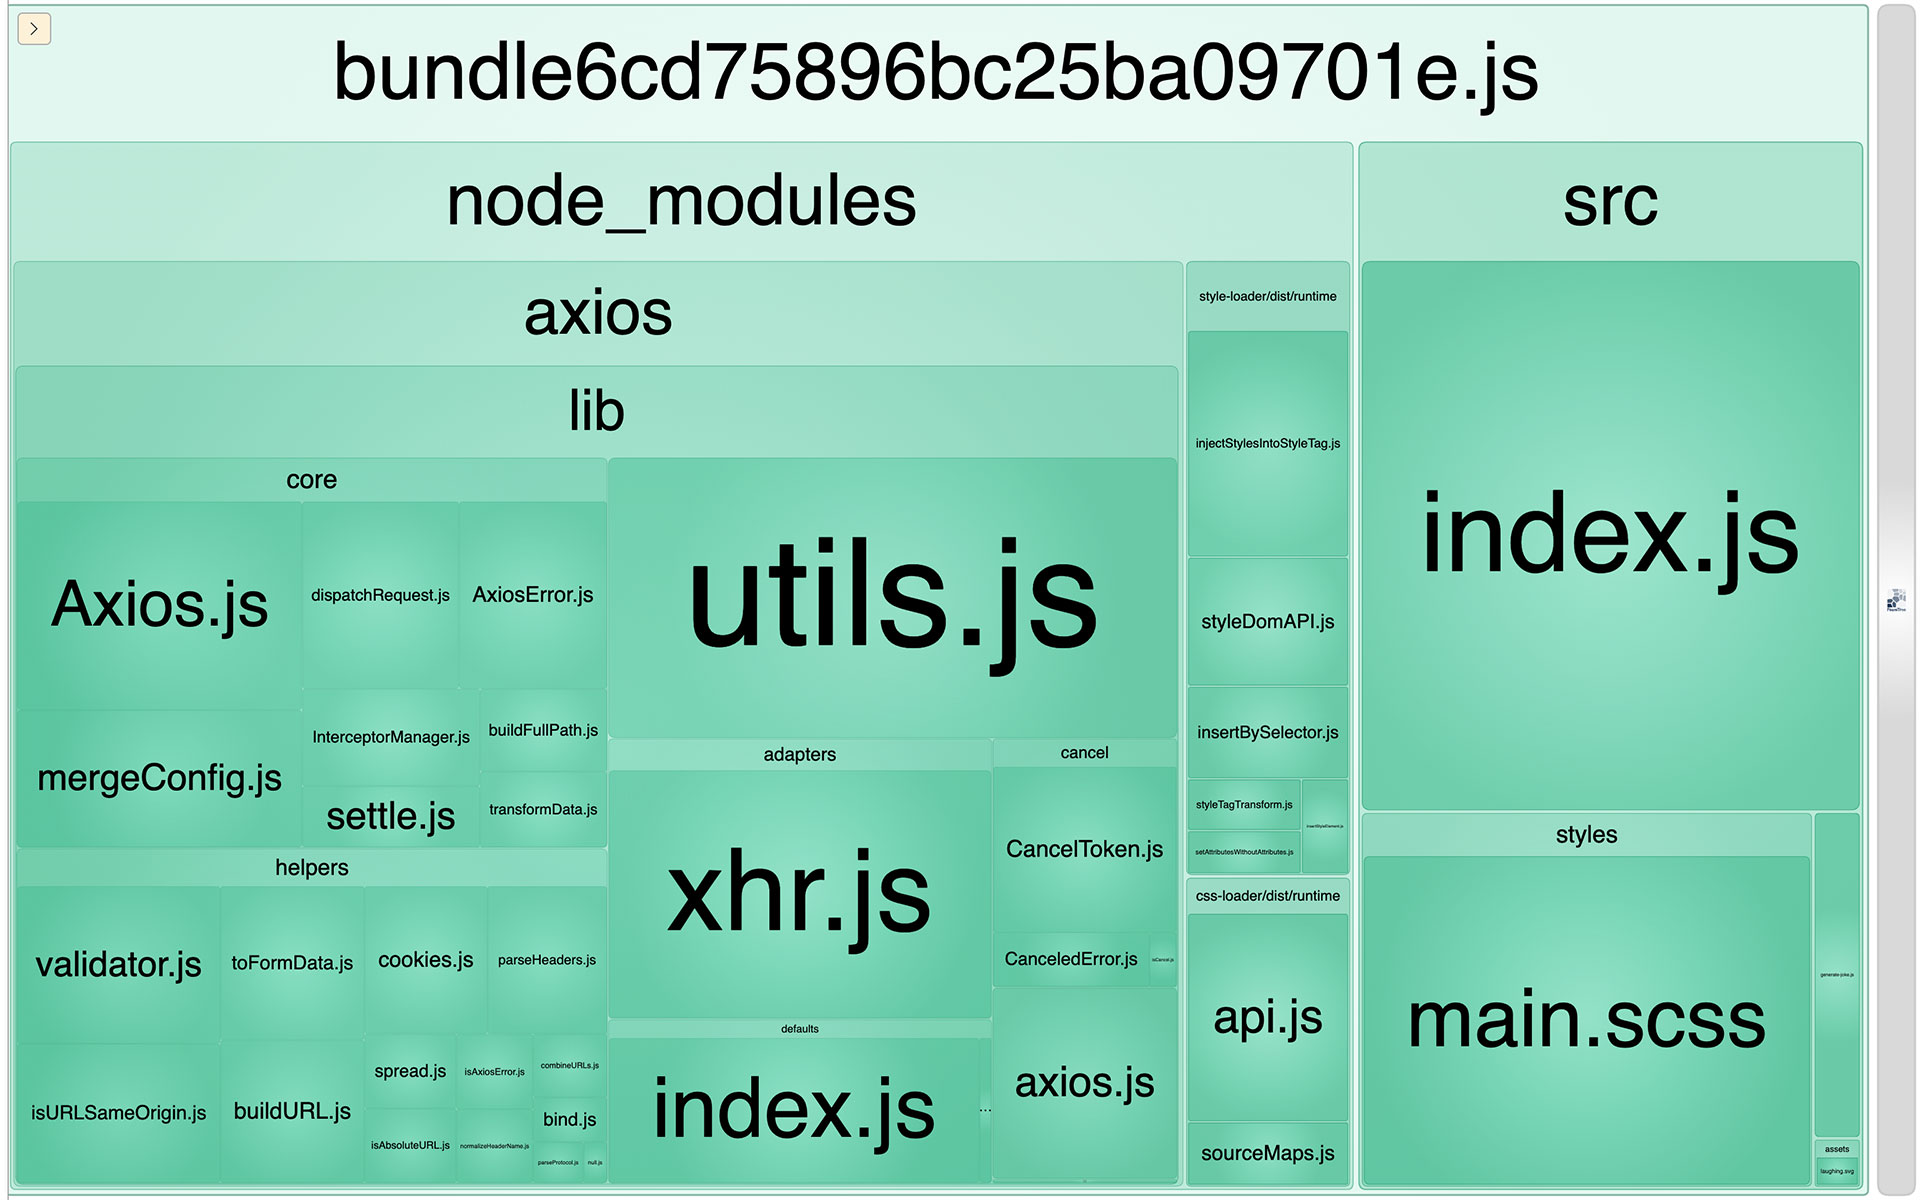 bundle6cd75896bc25ba09701e.js
node_modules
src
axios
lib
core
Axios.js
dispatchRequest.js
AxiosError.js
mergeConfig.js
InterceptorManager.js
buildFullPath.js
settle.js
transformData.js
helpers
validator.js
toFormData.js
cookies.js
parseHeaders.js
isURLSameOrigin.js
buildURL.js
spread.js
isAxiosError.js
combineURLs.js
isAbsoluteURL.js
normalizeHeaderName.js
bind.js
parseProtocol.js
null.js
utils.js
adapters
xhr.js
defaults
index.js
...
cancel
CancelToken.js
CanceledError.js
isCancel.js
axios.js
style-loader/dist/runtime
injectStylesIntoStyleTag.js
styleDomAPI.js
insertBySelector.js
styleTagTransform.js
insertStyleElement.js
setAttributesWithoutAttributes.js
css-loader/dist/runtime
api.js
sourceMaps.js
index.js
styles
main.scss
generate-joke.js
assets
laughing.svg